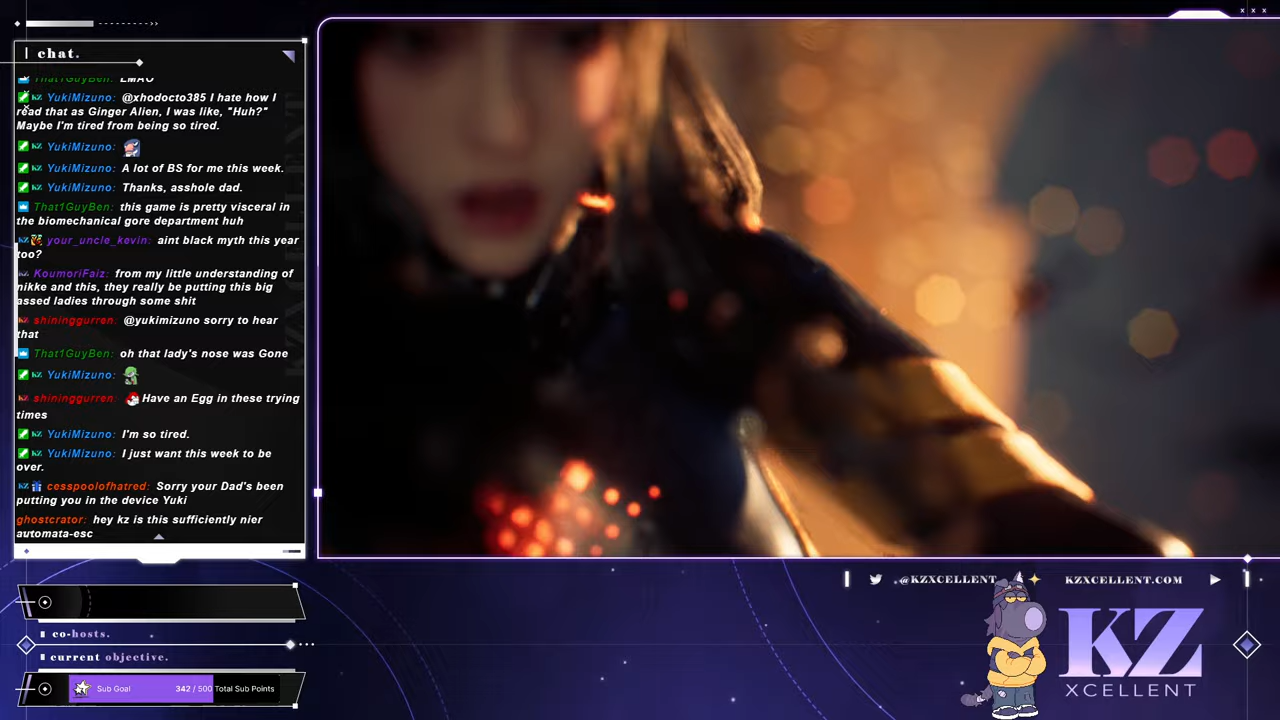 chat.
That1GuyBen: LMAO
YukiMizuno: @xhodocto385 I hate how I
read that as Ginger Alien, I was like, "Huh?"
Maybe I'm tired from being so tired.
YukiMizuno:
YukiMizuno: A lot of BS for me this week.
YukiMizuno: Thanks, asshole dad.
That1GuyBen: this game is pretty visceral in
the biomechanical gore department huh
your_uncle_kevin: aint black myth this year
too?
KoumoriFaiz: from my little understanding of
nikke and this, they really be putting this big
assed ladies through some shit
shininggurren: @yukimizuno sorry to hear
that
That1GuyBen: oh that lady's nose was Gone
YukiMizuno:
shininggurren: Have an Egg in these trying
times
YukiMizuno: I'm so tired.
YukiMizuno: I just want this week to be
over.
cesspoolofhatred: Sorry your Dad's been
putting you in the device Yuki
ghostcrator: hey kz is this sufficiently nier
automata-esc
co-hosts.
current objective.
Sub Goal 342 / 500 Total Sub Points
@KZXCELLENT
KZXCELLENT.COM
KZ
XCELLENT